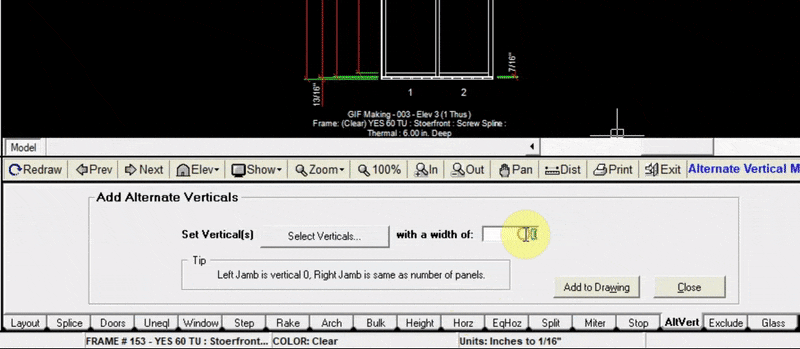 13/16"
7/16"
1 2
GIF Making - 003 - Elev 3 (1 Thus)
Frame: (Clear) YES 60 TU : Stoerfront : Screw Spline :
Thermal : 6.00 in. Deep
Model
Redraw Prev Next Elev Show Zoom 100% In Out Pan Dist Print Exit Alternate Vertical M
Add Alternate Verticals
Set Vertical(s) Select Verticals... with a width of:
Tip
Left Jamb is vertical 0, Right Jamb is same as number of panels.
Add to Drawing Close
Layout Splice Doors Uneql Window Step Rake Arch Bulk Height Horz EqHoz Split Miter Stop AltVert Exclude Glass
FRAME # 153 - YES 60 TU : Stoerfront... COLOR: Clear Units: Inches to 1/16"